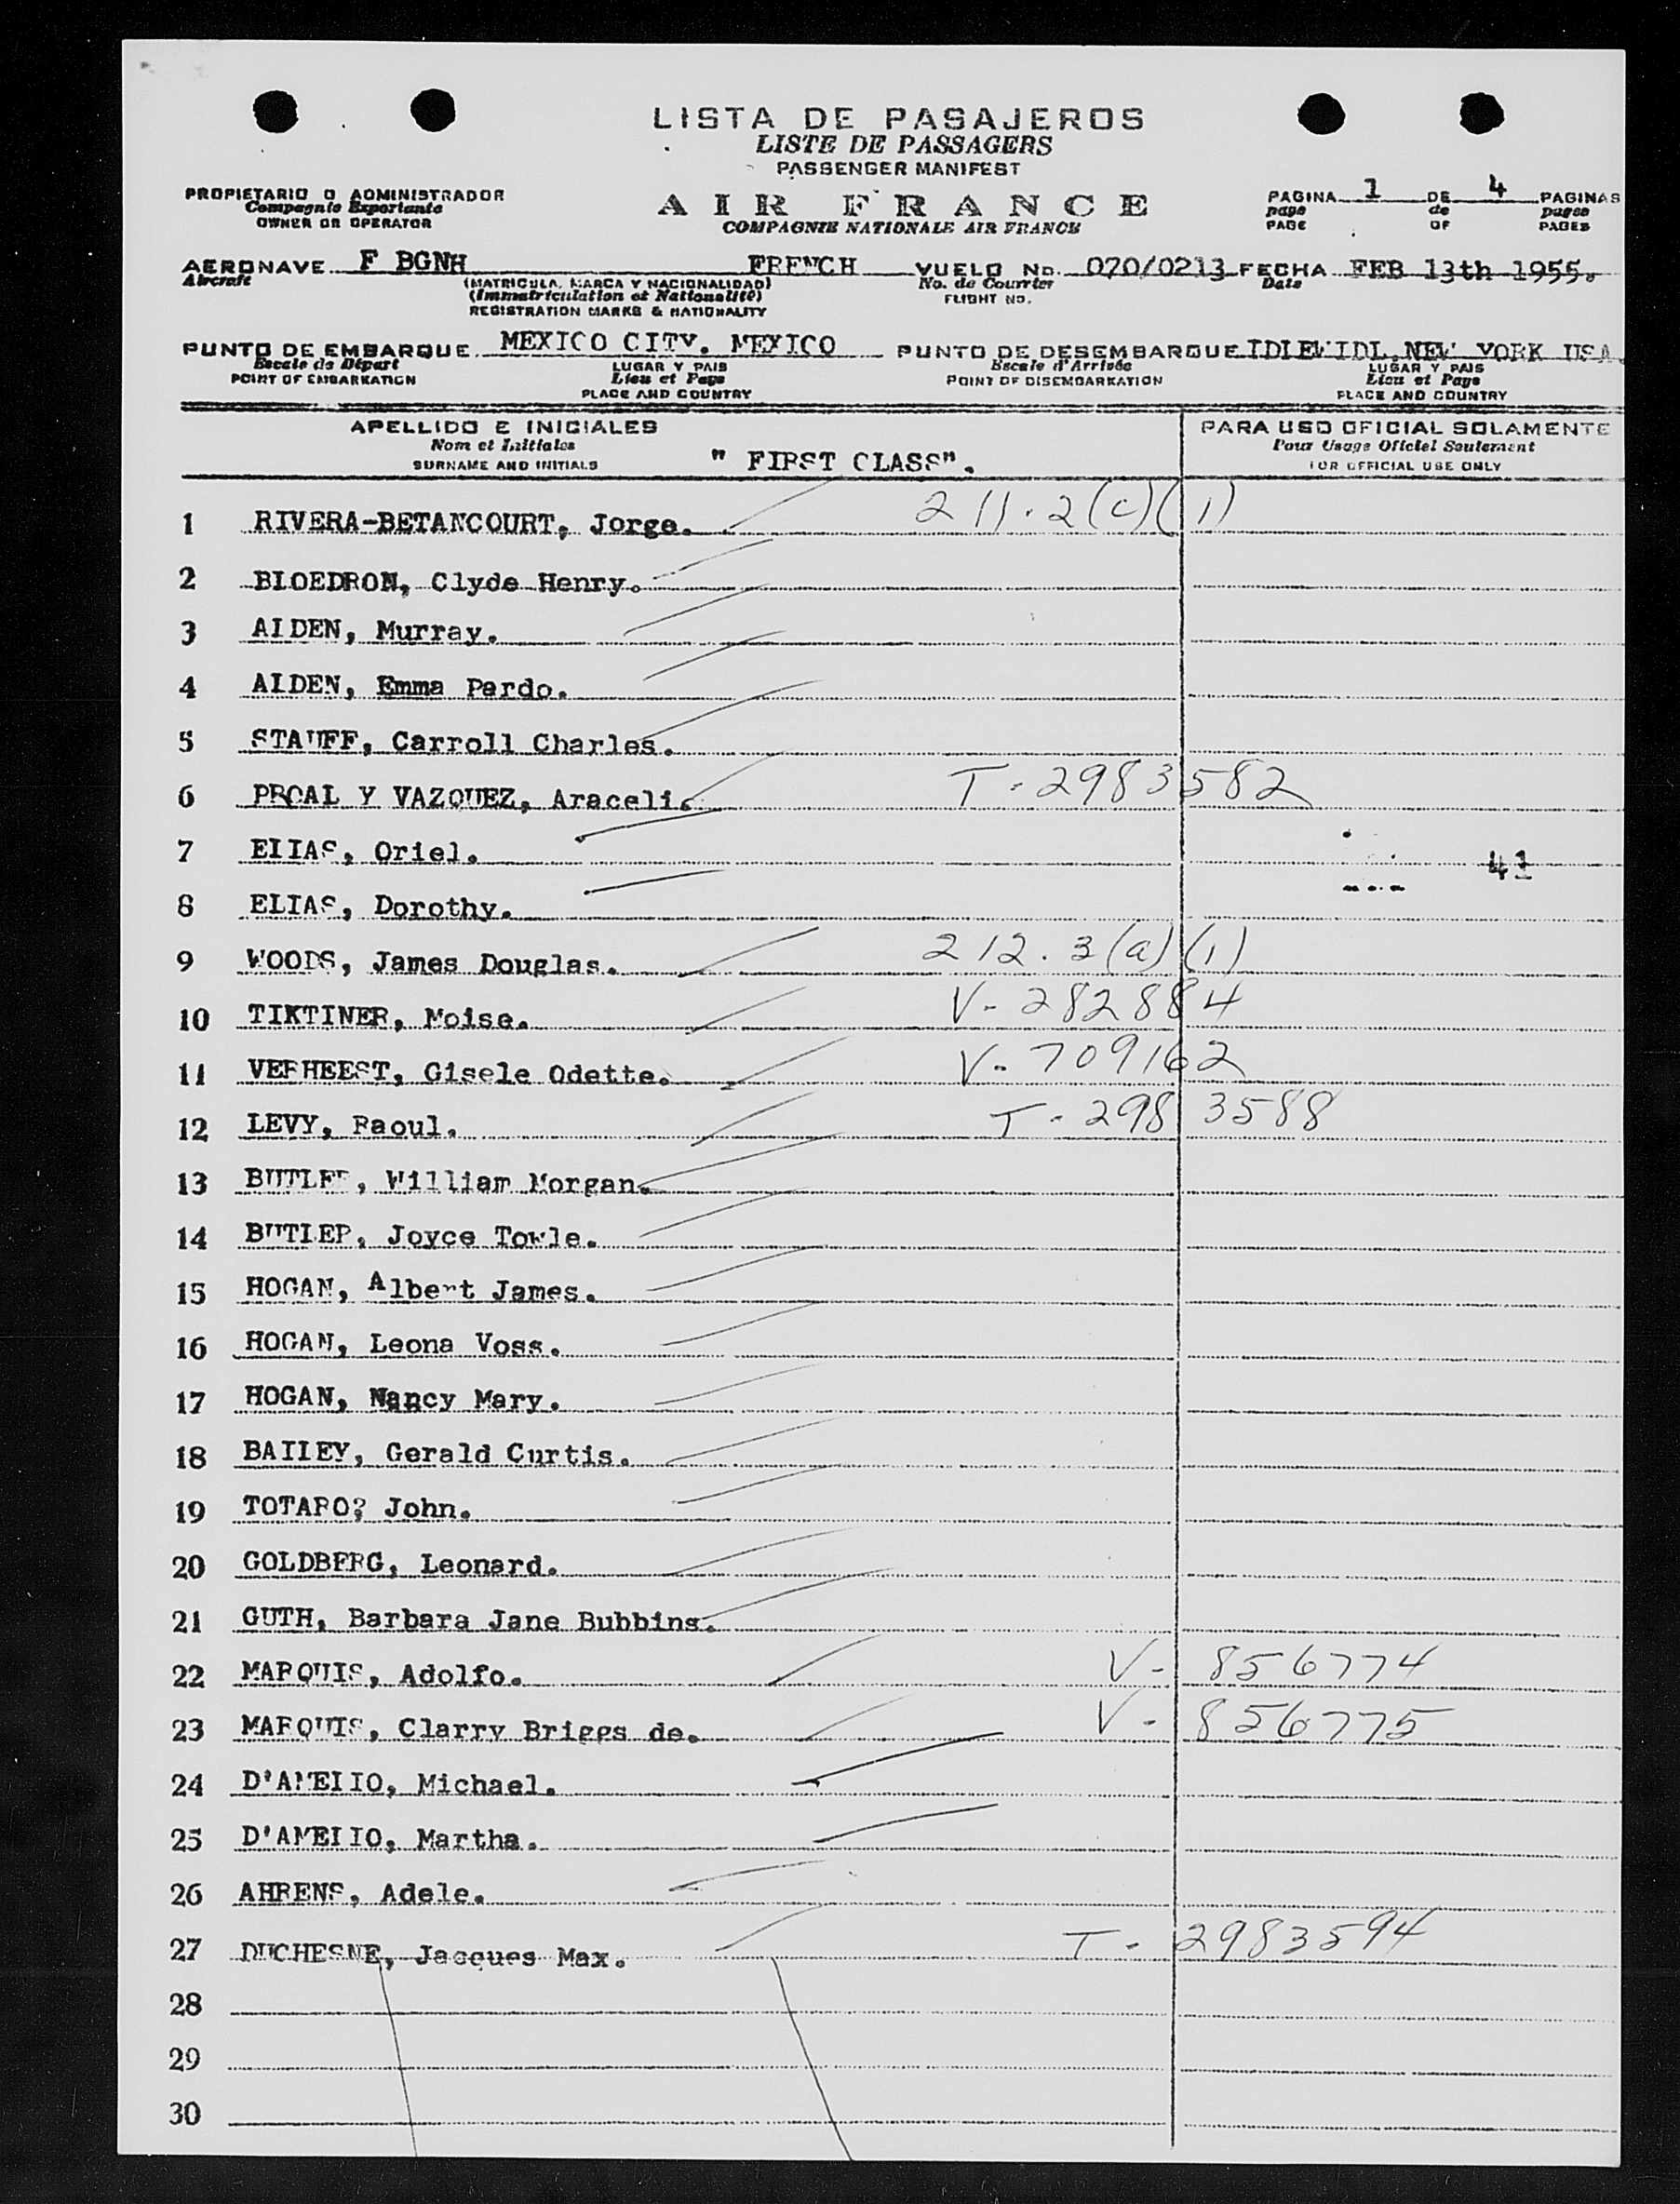 LISTA DE PASAJEROS
LISTE DE PASSAGERS
PASSENGER MANIFEST
PROPIETARIO O ADMINISTRADOR
Compagnie Exportante
OWNER OR OPERATOR
AIR FRANCE
COMPAGNIE NATIONALE AIR FRANCE
PAGINA 1 DE 4 PAGINAS
page de pages
PAGE OF PAGES
AERONAVE F BGNH FRENCH VUELO No. 070/0213 FECHA FEB 13th 1955.
Aircraft (MATRICULA, MARCA Y NACIONALIDAD) No. de Courrier Date
(Immatriculation et Nationalité) FLIGHT NO.
REGISTRATION MARKS & NATIONALITY
PUNTO DE EMBARQUE MEXICO CITY. MEXICO PUNTO DE DESEMBARQUE IDLEWIDL, NEW YORK USA.
Escale de Départ LUGAR Y PAIS Escale d'Arrivée LUGAR Y PAIS
POINT OF EMBARKATION Lieu et Pays POINT OF DISEMBARKATION Lieu et Pays
PLACE AND COUNTRY PLACE AND COUNTRY
APELLIDO E INICIALES PARA USO OFICIAL SOLAMENTE
Nom et Initiales Pour Usage Officiel Seulement
SURNAME AND INITIALS " FIRST CLASS". FOR OFFICIAL USE ONLY
1 RIVERA-BETANCOURT, Jorge. 211.2(c)(1)
2 BLOEDRON, Clyde Henry.
3 ALDEN, Murray.
4 ALDEN, Emma Pardo.
5 STAUFF, Carroll Charles.
6 PROAL Y VAZQUEZ, Araceli. T-2983582
7 ELIAS, Oriel. 41
8 ELIAS, Dorothy.
9 WOODS, James Douglas. 212.3(a)(1)
10 TIKTINER, Moise. V-282884
11 VERHEEST, Gisele Odette. V-709162
12 LEVY, Raoul. T-2983588
13 BUTLER, William Morgan.
14 BUTLER, Joyce Towle.
15 HOGAN, Albert James.
16 HOGAN, Leona Voss.
17 HOGAN, Nancy Mary.
18 BAILEY, Gerald Curtis.
19 TOTARO? John.
20 GOLDBERG, Leonard.
21 GUTH, Barbara Jane Bubbins.
22 MARQUIS, Adolfo. V-856774
23 MARQUIS, Clarry Briggs de. V-856775
24 D'AMELIO, Michael.
25 D'AMELIO, Martha.
26 AHRENS, Adele.
27 DUCHESNE, Jacques Max. T-2983594
28
29
30